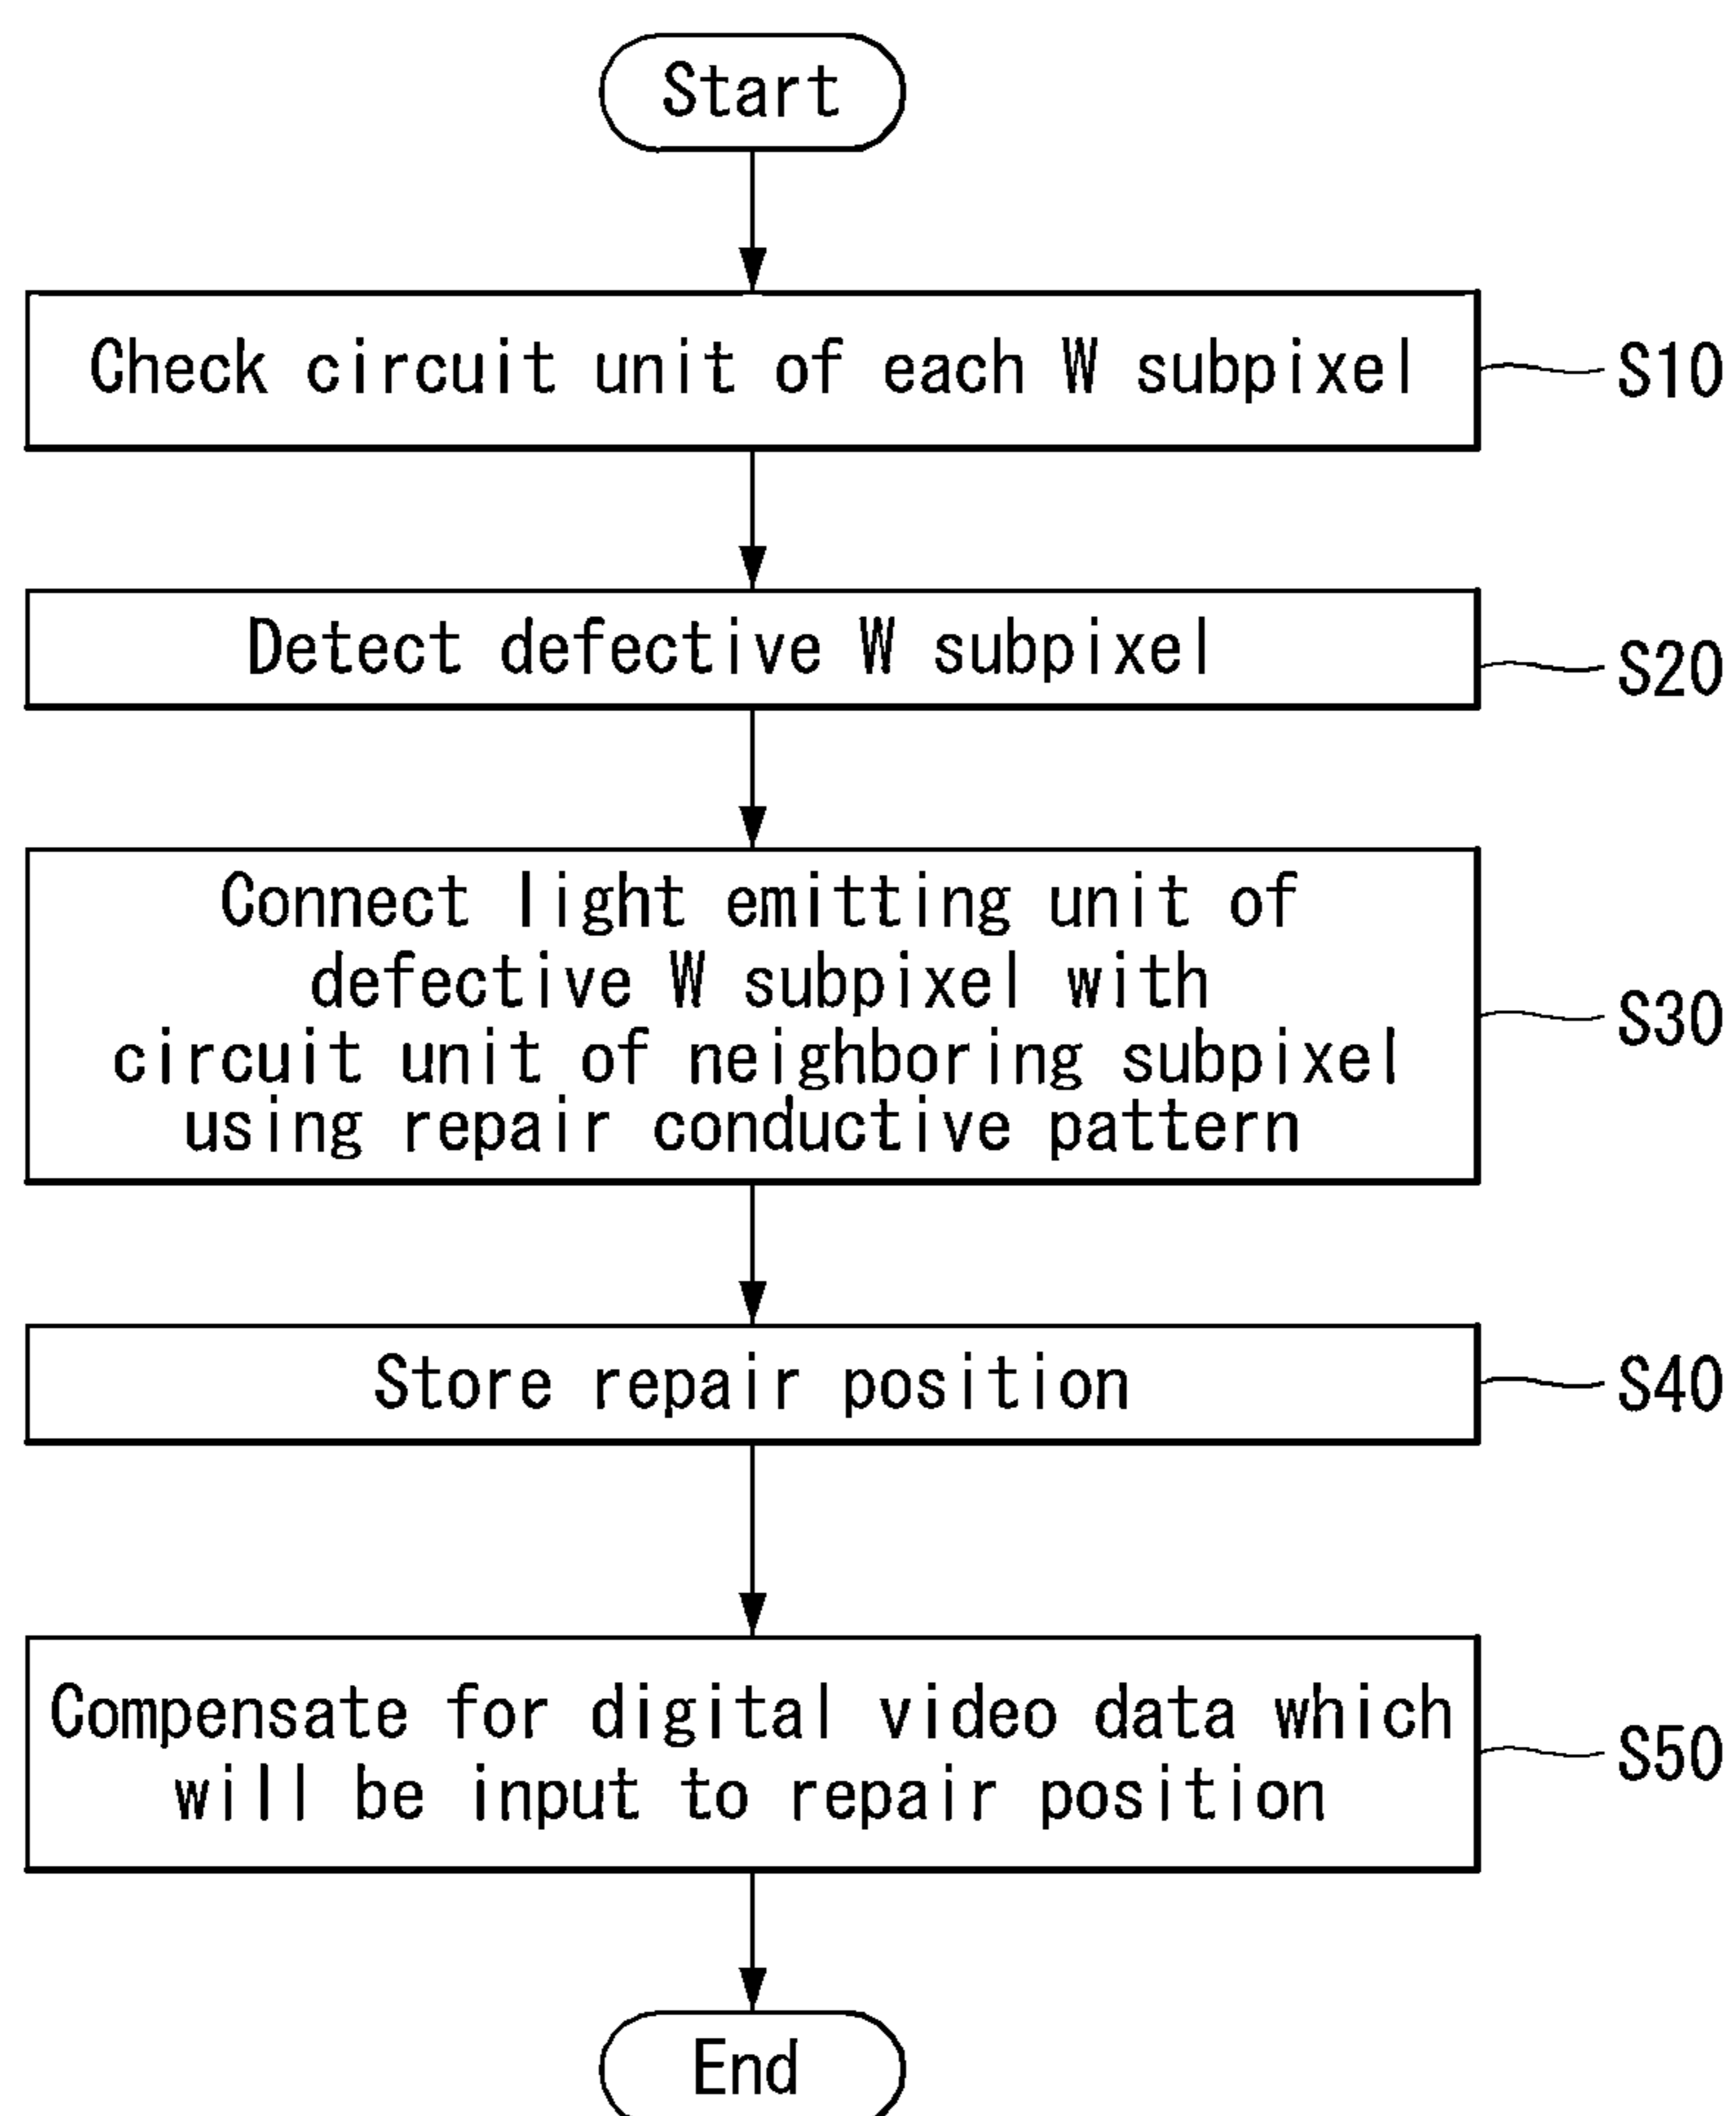 Start
Check circuit unit of each W subpixel
S10
Detect defective W subpixel
S20
Connect light emitting unit of
defective W subpixel with
circuit unit of neighboring subpixel
using repair conductive pattern
S30
Store repair position
S40
Compensate for digital video data which
will be input to repair position
S50
End